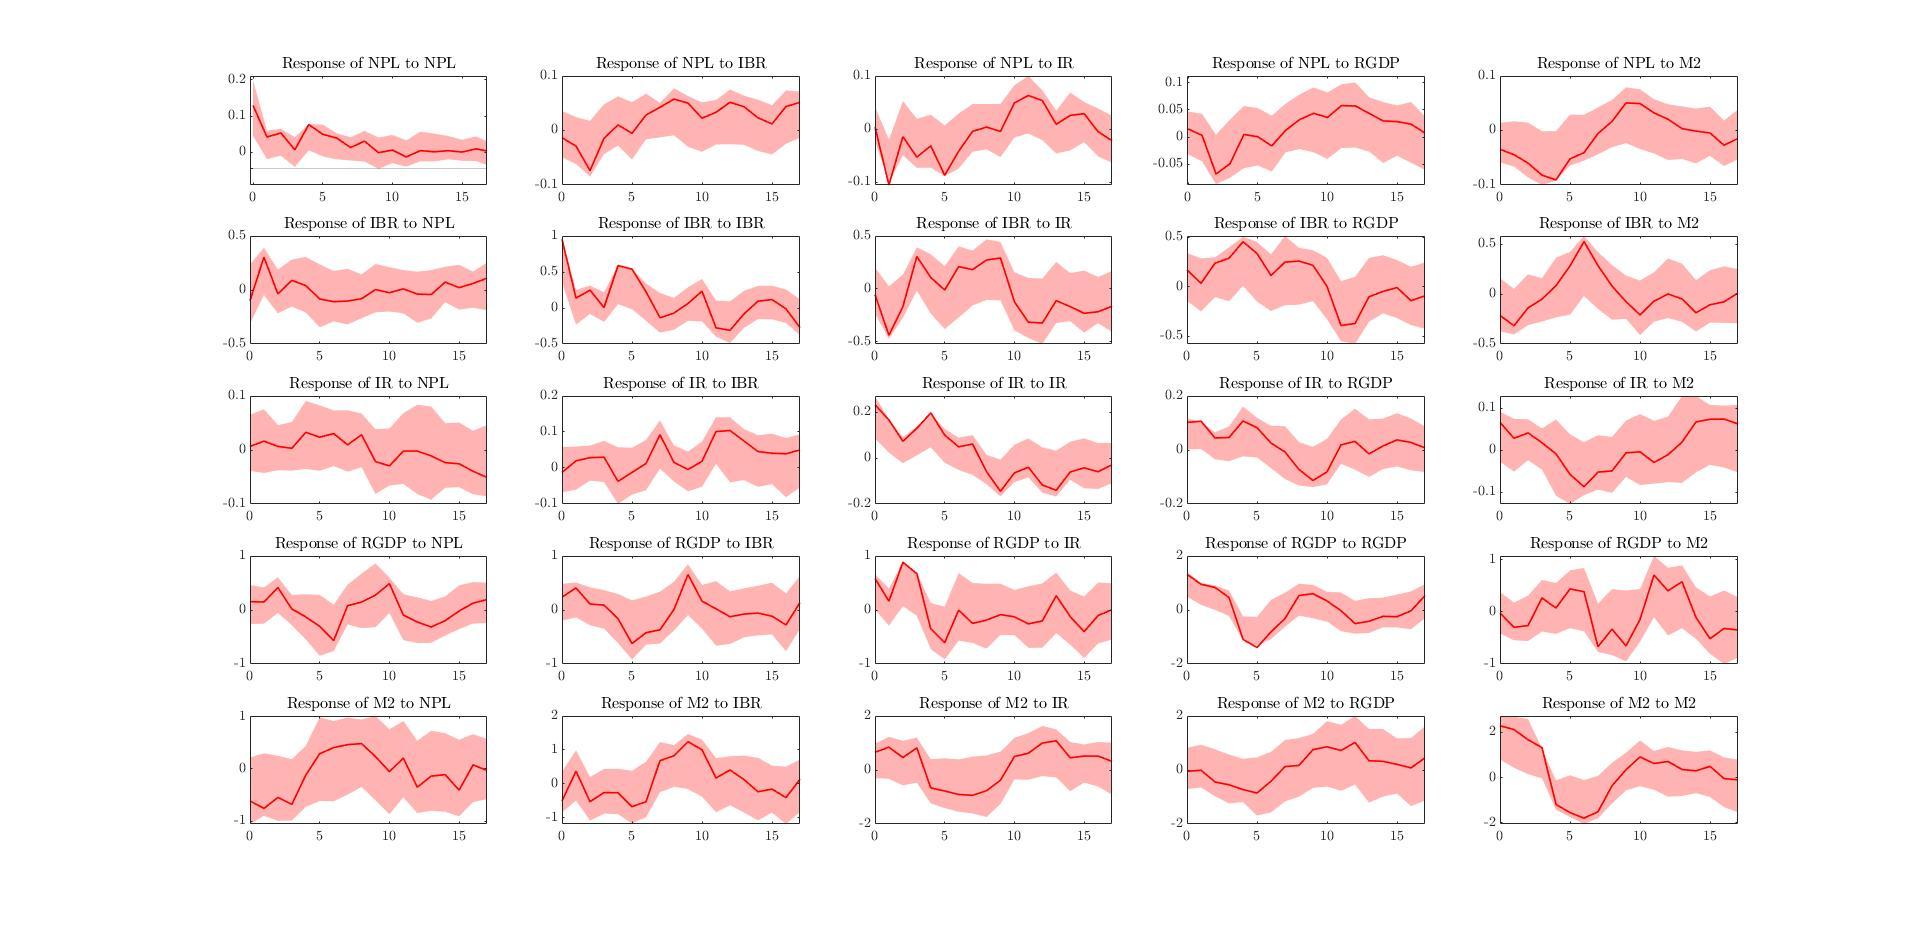 Response of NPL to NPL
0.2
0.1
0
0 5 10 15
Response of NPL to IBR
0.1
0
-0.1
0 5 10 15
Response of NPL to IR
0.1
0
-0.1
0 5 10 15
Response of NPL to RGDP
0.1
0.05
0
-0.05
0 5 10 15
Response of NPL to M2
0.1
0
-0.1
0 5 10 15
Response of IBR to NPL
0.5
0
-0.5
0 5 10 15
Response of IBR to IBR
1
0.5
0
-0.5
0 5 10 15
Response of IBR to IR
0.5
0
-0.5
0 5 10 15
Response of IBR to RGDP
0.5
0
-0.5
0 5 10 15
Response of IBR to M2
0.5
0
-0.5
0 5 10 15
Response of IR to NPL
0.1
0
-0.1
0 5 10 15
Response of IR to IBR
0.2
0.1
0
-0.1
0 5 10 15
Response of IR to IR
0.2
0
-0.2
0 5 10 15
Response of IR to RGDP
0.2
0
-0.2
0 5 10 15
Response of IR to M2
0.1
0
-0.1
0 5 10 15
Response of RGDP to NPL
1
0
-1
0 5 10 15
Response of RGDP to IBR
1
0
-1
0 5 10 15
Response of RGDP to IR
1
0
-1
0 5 10 15
Response of RGDP to RGDP
2
0
-2
0 5 10 15
Response of RGDP to M2
1
0
-1
0 5 10 15
Response of M2 to NPL
1
0
-1
0 5 10 15
Response of M2 to IBR
2
1
0
-1
0 5 10 15
Response of M2 to IR
2
0
-2
0 5 10 15
Response of M2 to RGDP
2
0
-2
0 5 10 15
Response of M2 to M2
2
0
-2
0 5 10 15